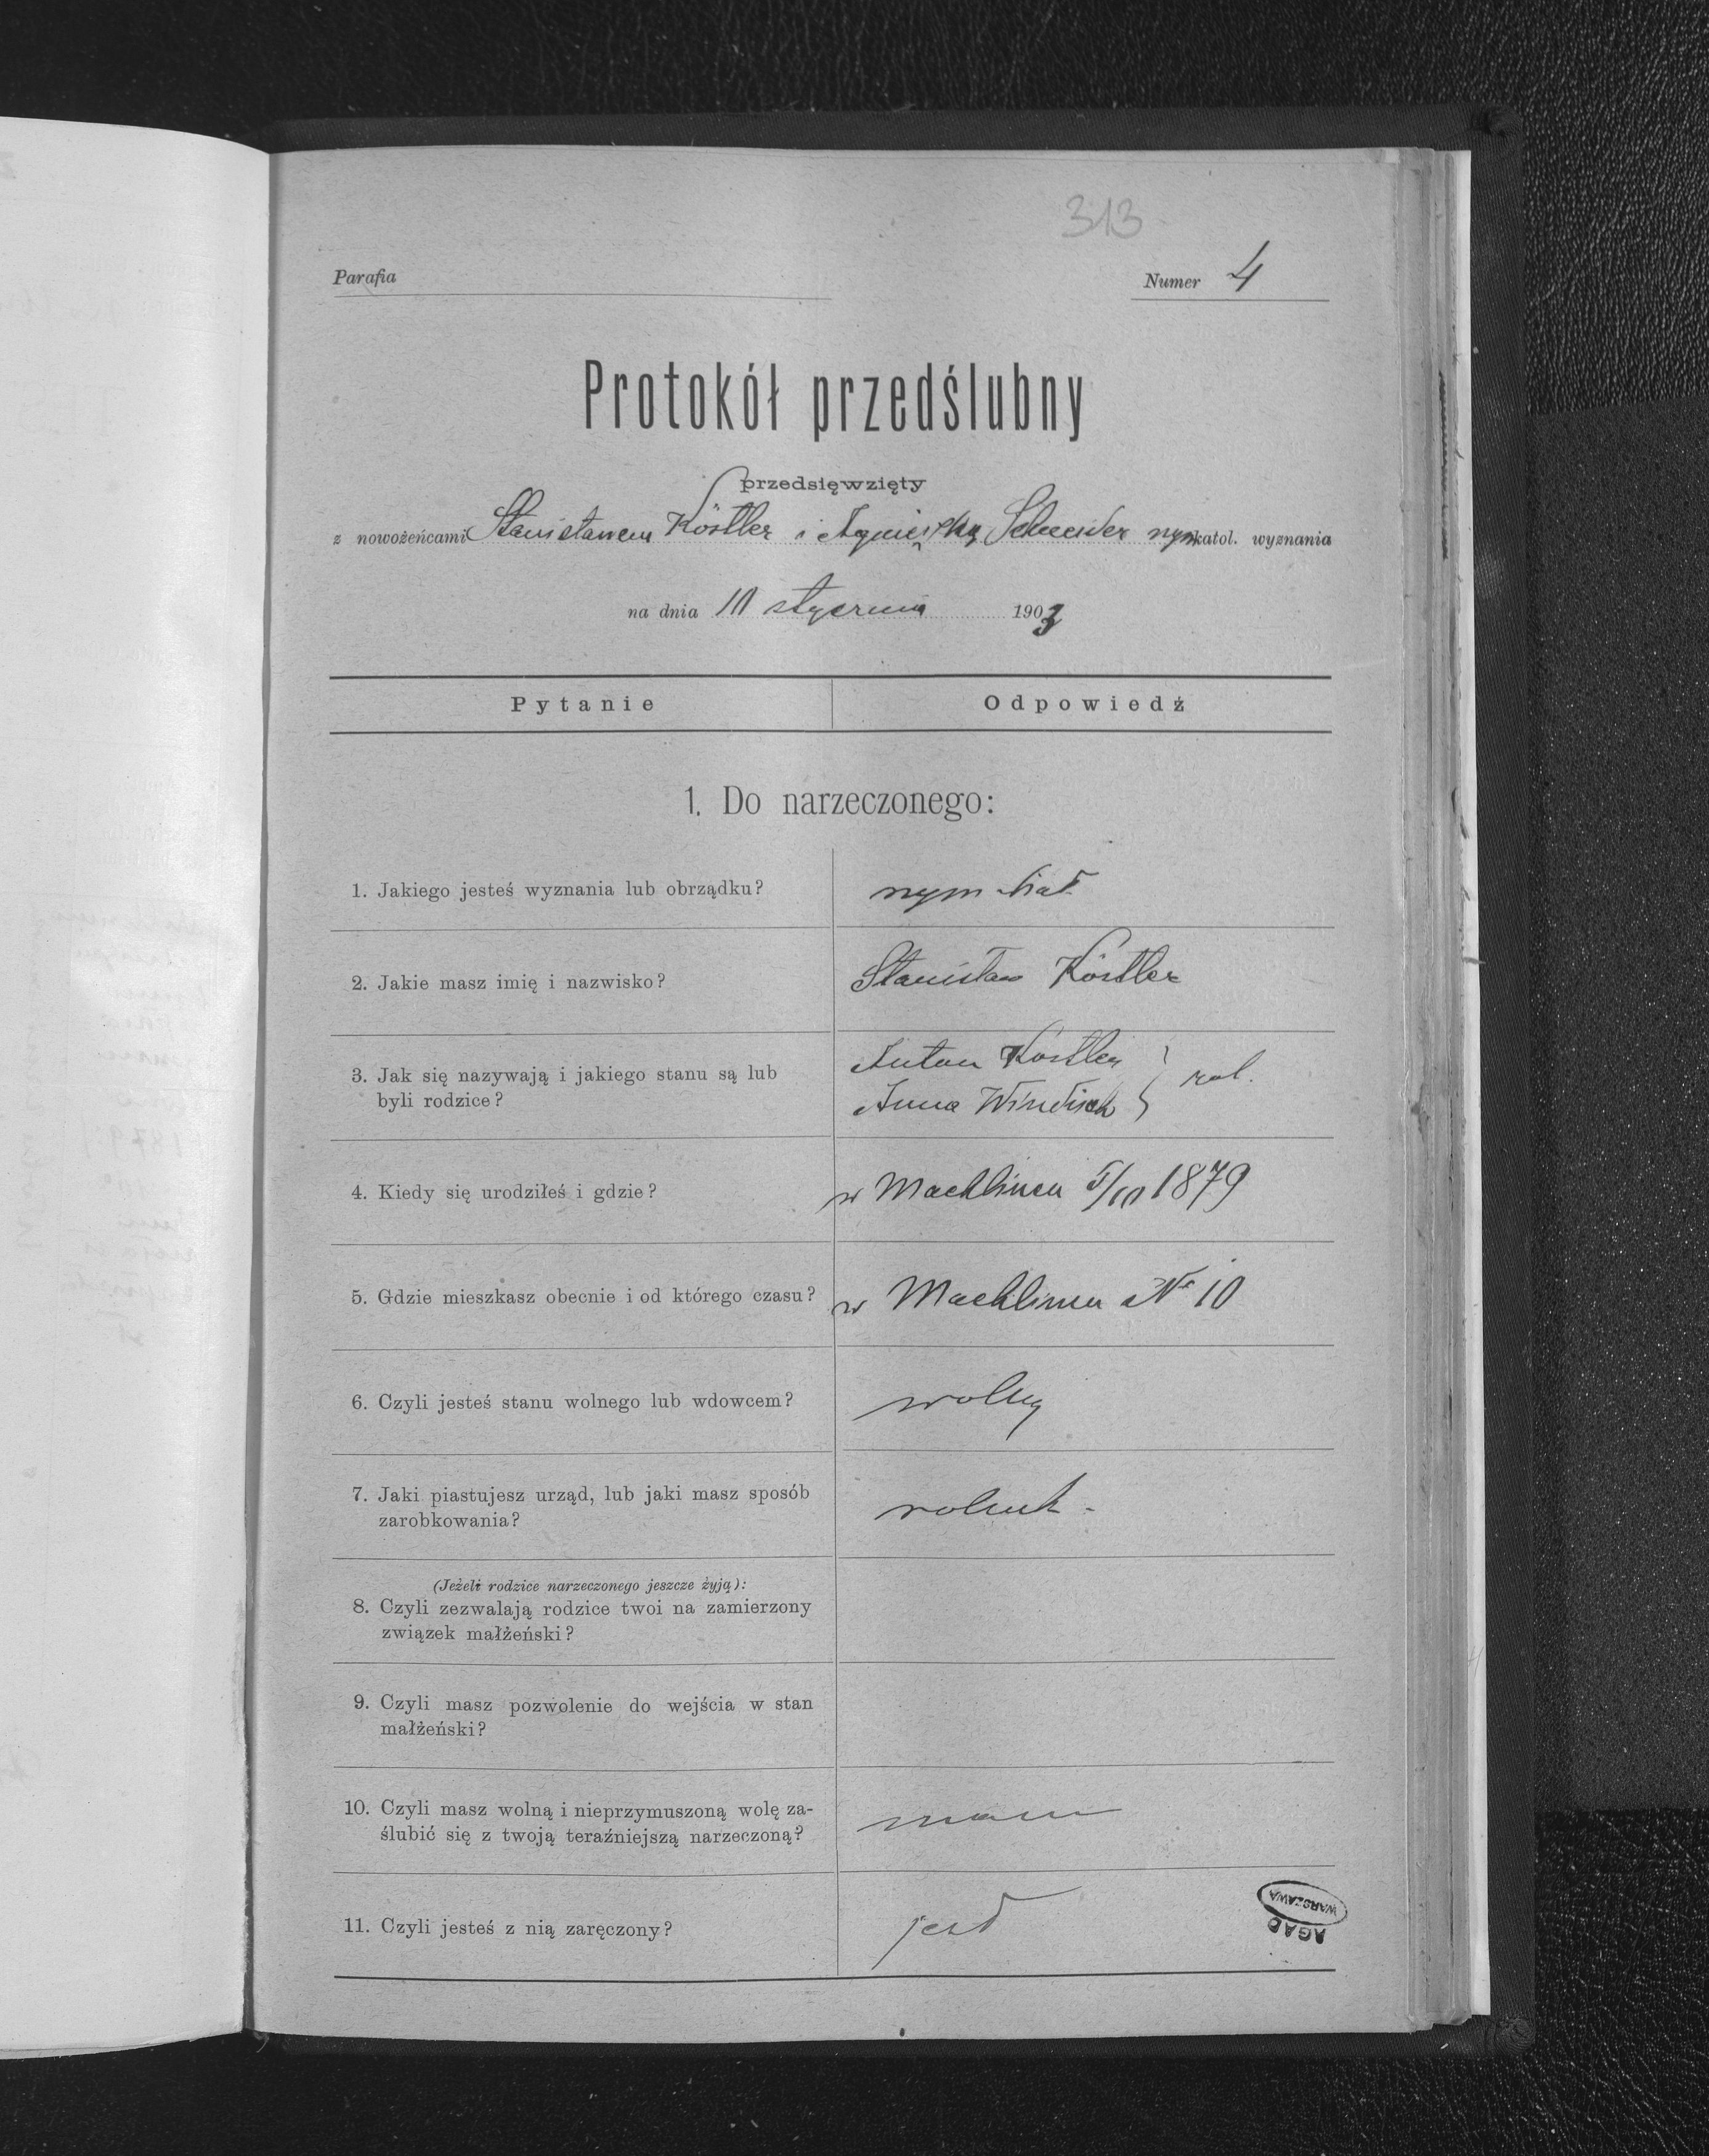 313
Parafia
Numer 4
Protokół przedślubny
przedsięwzięty
z nowożeńcami Stanisławem Köstler i Agnieszką Schneider rzym katol. wyznania
na dnia 10 stycznia 1903
Pytanie Odpowiedź
1. Do narzeczonego:
1. Jakiego jesteś wyznania lub obrządku? rzym kat.
2. Jakie masz imię i nazwisko? Stanisław Köstler
3. Jak się nazywają i jakiego stanu są lub
byli rodzice?
Anton Köstler
Anna Windisch
rol.
4. Kiedy się urodziłeś i gdzie? w Machlincu 5/10 1879
5. Gdzie mieszkasz obecnie i od którego czasu? w Machlincu № 10
6. Czyli jesteś stanu wolnego lub wdowcem? wolny
7. Jaki piastujesz urząd, lub jaki masz sposób
zarobkowania?
rolnik -
(Jeżeli rodzice narzeczonego jeszcze żyją):
8. Czyli zezwalają rodzice twoi na zamierzony
związek małżeński?
9. Czyli masz pozwolenie do wejścia w stan
małżeński?
10. Czyli masz wolną i nieprzymuszoną wolę za-
ślubić się z twoją teraźniejszą narzeczoną?
mam
11. Czyli jesteś z nią zaręczony? jest
WARSZAWA
AGAD